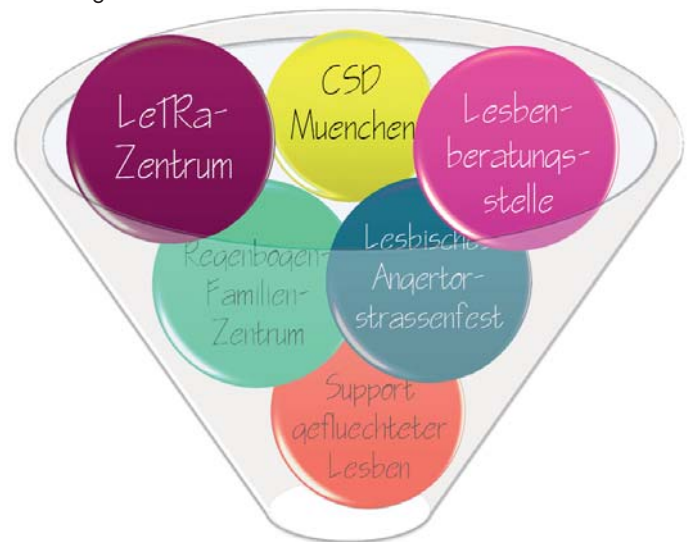 LeTRa-
Zentrum
CSD
Muenchen
Lesben-
beratungs-
stelle
Regenbogen-
Familien-
Zentrum
Lesbisches
Angertor-
strassenfest
Support
gefluechteter
Lesben